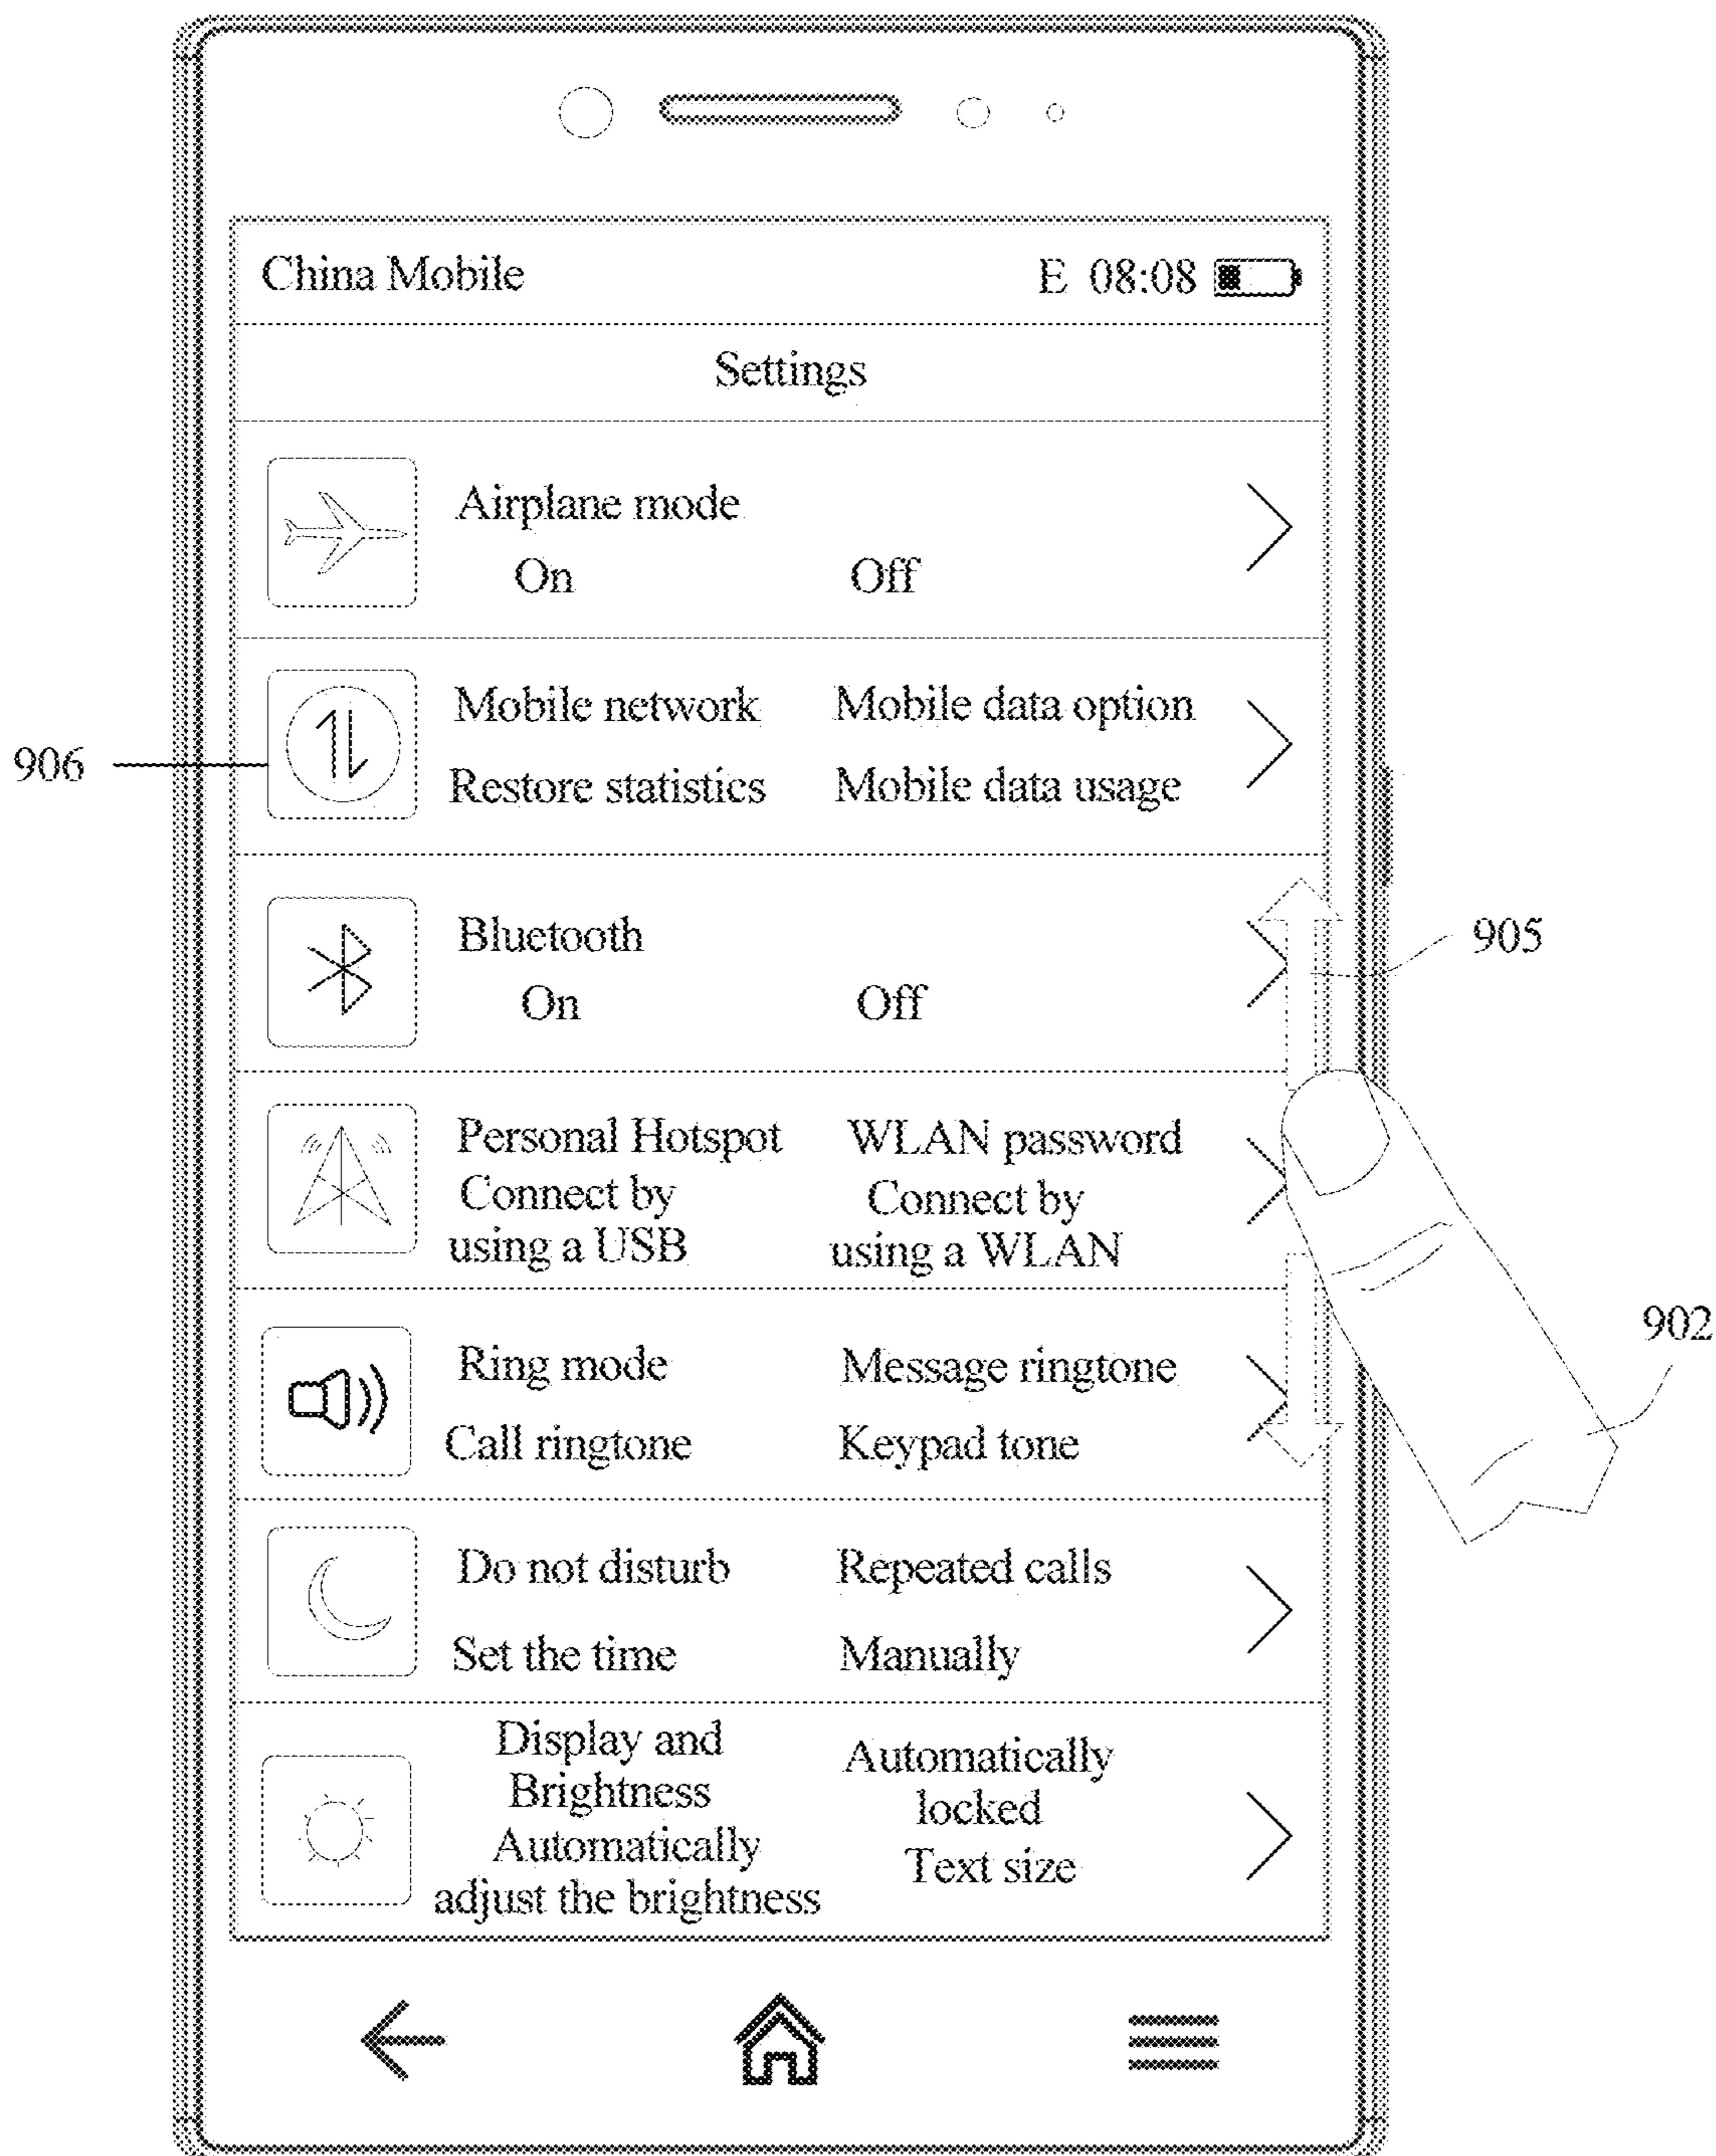 China Mobile E 08:08
Settings
Airplane mode
On Off
Mobile network Mobile data option
906
Restore statistics Mobile data usage
Bluetooth
905
On Off
Personal Hotspot WLAN password
Connect by Connect by
using a USB using a WLAN
902
Ring mode Message ringtone
Call ringtone Keypad tone
Do not disturb Repeated calls
Set the time Manually
Display and Automatically
Brightness locked
Automatically Text size
adjust the brightness